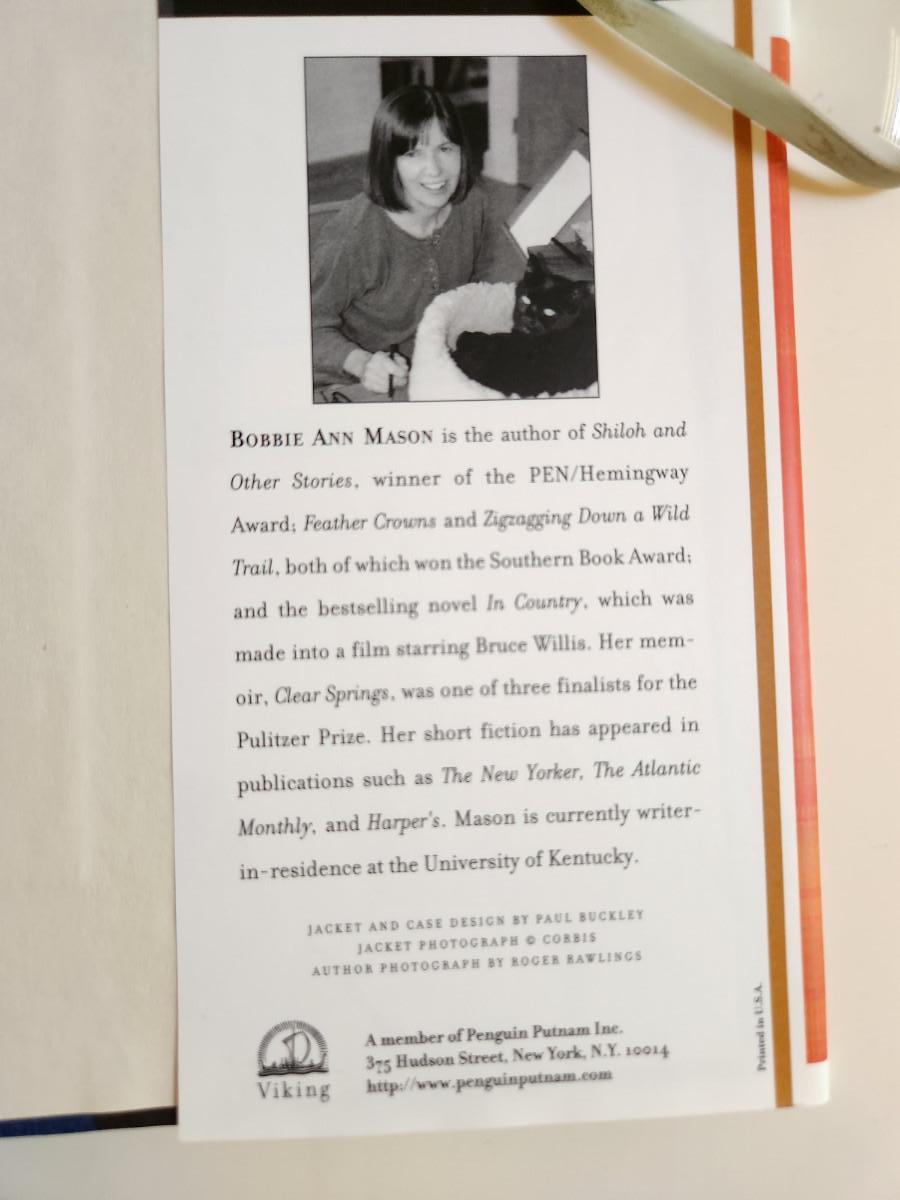 BOBBIE ANN MASON is the author of Shiloh and
Other Stories, winner of the PEN/Hemingway
Award; Feather Crowns and Zigzagging Down a Wild
Trail, both of which won the Southern Book Award;
and the bestselling novel In Country, which was
made into a film starring Bruce Willis. Her mem-
oir, Clear Springs, was one of three finalists for the
Pulitzer Prize. Her short fiction has appeared in
publications such as The New Yorker, The Atlantic
Monthly, and Harper's. Mason is currently writer-
in-residence at the University of Kentucky.
JACKET AND CASE DESIGN BY PAUL BUCKLEY
JACKET PHOTOGRAPH © CORBIS
AUTHOR PHOTOGRAPH BY ROGER RAWLINGS
Viking
A member of Penguin Putnam Inc.
375 Hudson Street, New York, N.Y. 10014
http://www.penguinputnam.com
Printed in U.S.A.